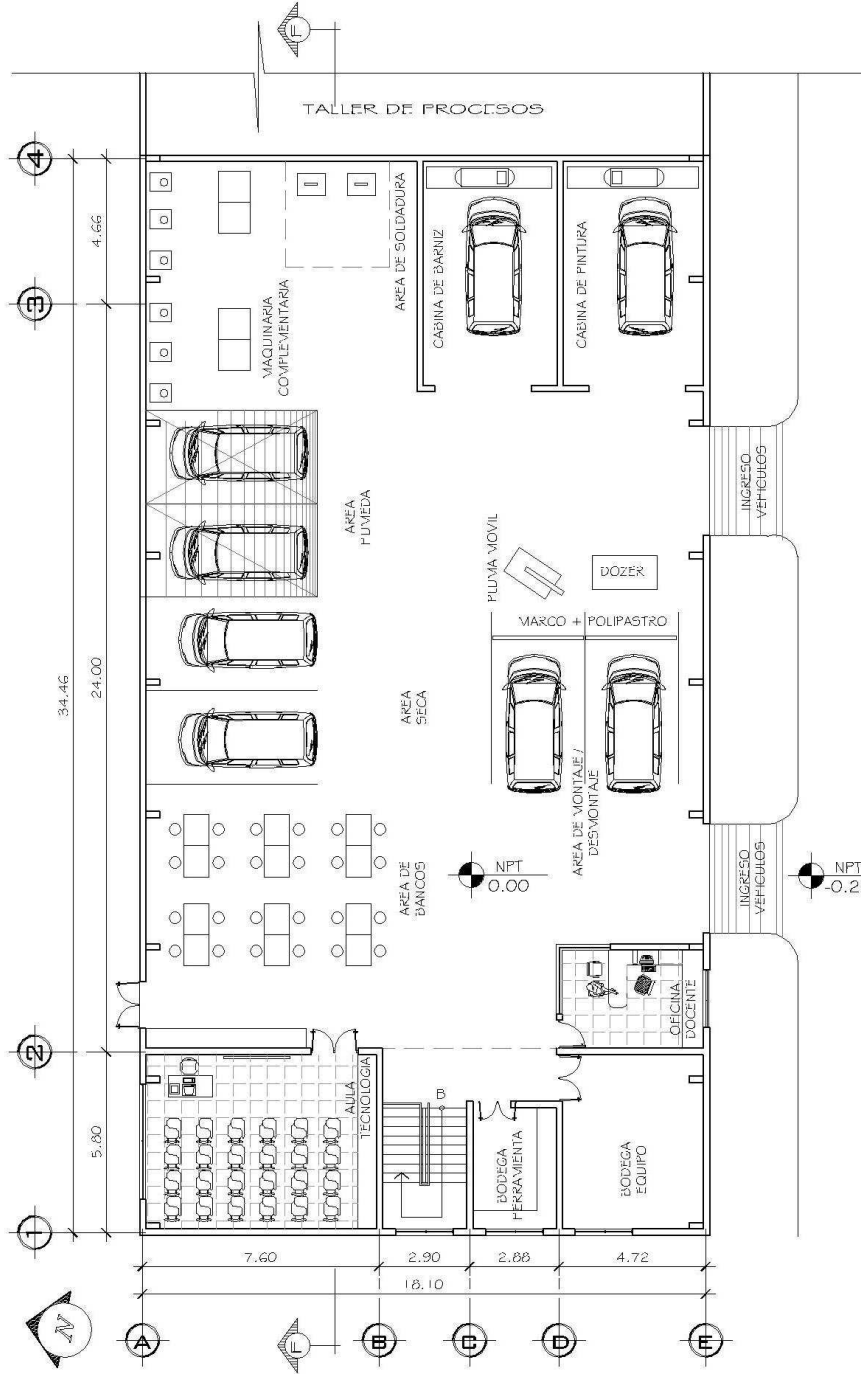 F
TALLER DE PROCESOS
4
3
2
1
34.46
4.66
24.00
5.80
AREA DE SOLDADURA
CABINA DE BARNIZ
CABINA DE PINTURA
MAQUINARIA
COMPLEMENTARIA
AREA
HUMEDA
PLUMA MOVIL
DOZER
INGRESO
VEHICULOS
MARCO + POLIPASTRO
AREA
SECA
AREA DE MONTAJE /
DESMONTAJE
AREA DE
BANCOS
NPT
0.00
INGRESO
VEHICULOS
NPT
-0.2
OFICINA
DOCENTE
AULA
TECNOLOGIA
B
BODEGA
HERRAMIENTA
BODEGA
EQUIPO
7.60
2.90
2.88
4.72
18.10
N
A
B
C
D
E
F